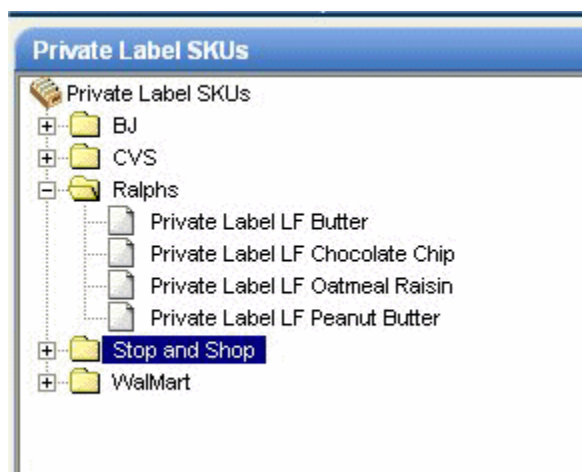 Private Label SKUs
Private Label SKUs
BJ
CVS
Ralphs
Private Label LF Butter
Private Label LF Chocolate Chip
Private Label LF Oatmeal Raisin
Private Label LF Peanut Butter
Stop and Shop
WalMart